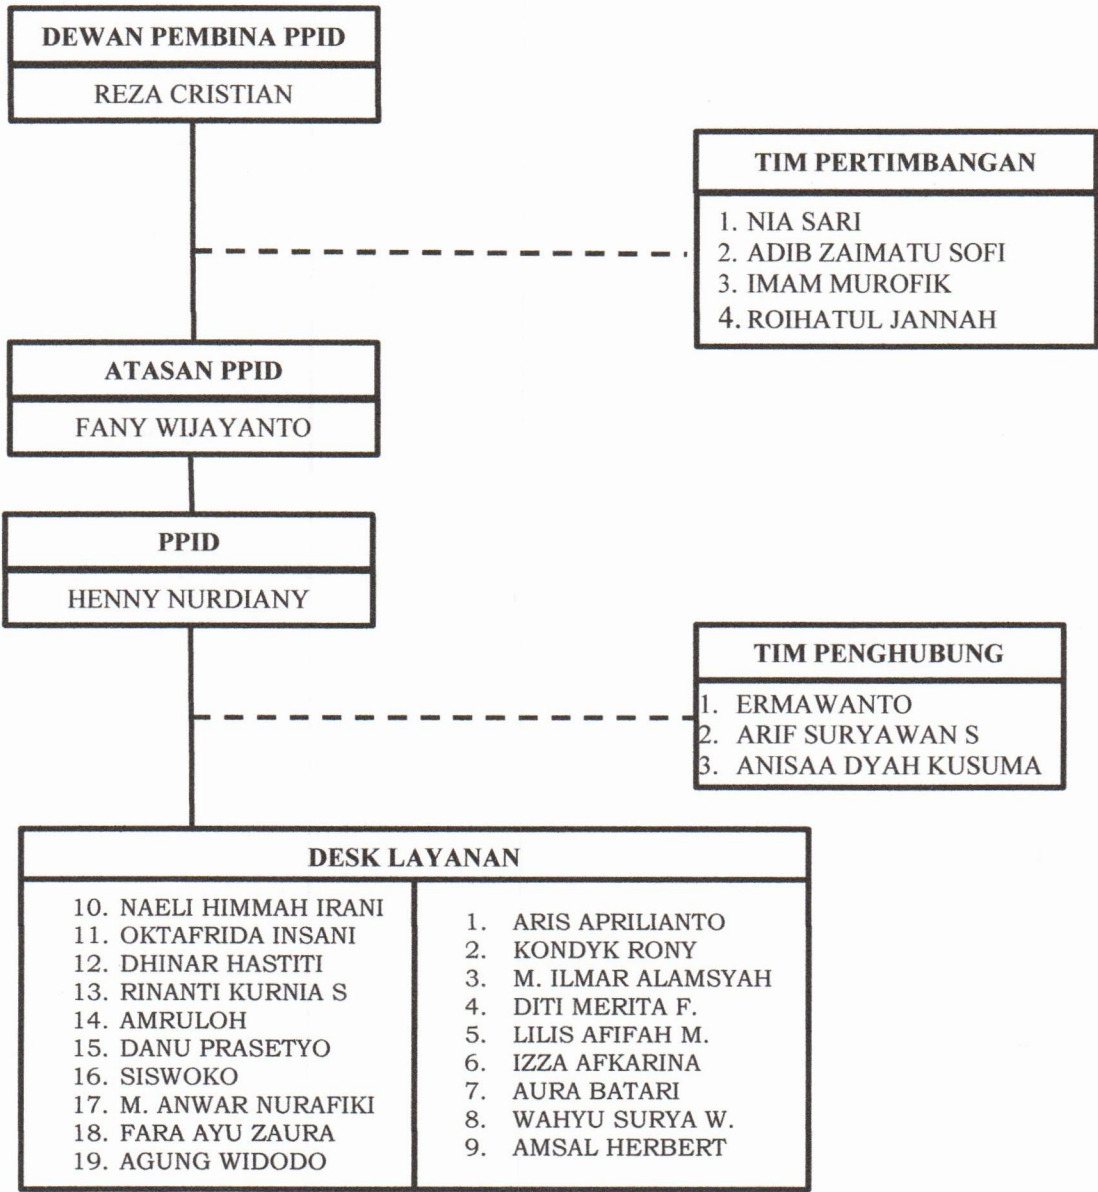 DEWAN PEMBINA PPID
REZA CRISTIAN
TIM PERTIMBANGAN
1. NIA SARI
2. ADIB ZAIMATU SOFI
3. IMAM MUROFIK
4. ROIHATUL JANNAH
ATASAN PPID
FANY WIJAYANTO
PPID
HENNY NURDIANY
TIM PENGHUBUNG
1. ERMAWANTO
2. ARIF SURYAWAN S
3. ANISAA DYAH KUSUMA
DESK LAYANAN
10. NAELI HIMMAH IRANI
11. OKTAFRIDA INSANI
12. DHINAR HASTITI
13. RINANTI KURNIA S
14. AMRULOH
15. DANU PRASETYO
16. SISWOKO
17. M. ANWAR NURAFIKI
18. FARA AYU ZAURA
19. AGUNG WIDODO
1. ARIS APRILIANTO
2. KONDYK RONY
3. M. ILMAR ALAMSYAH
4. DITI MERITA F.
5. LILIS AFIFAH M.
6. IZZA AFKARINA
7. AURA BATARI
8. WAHYU SURYA W.
9. AMSAL HERBERT